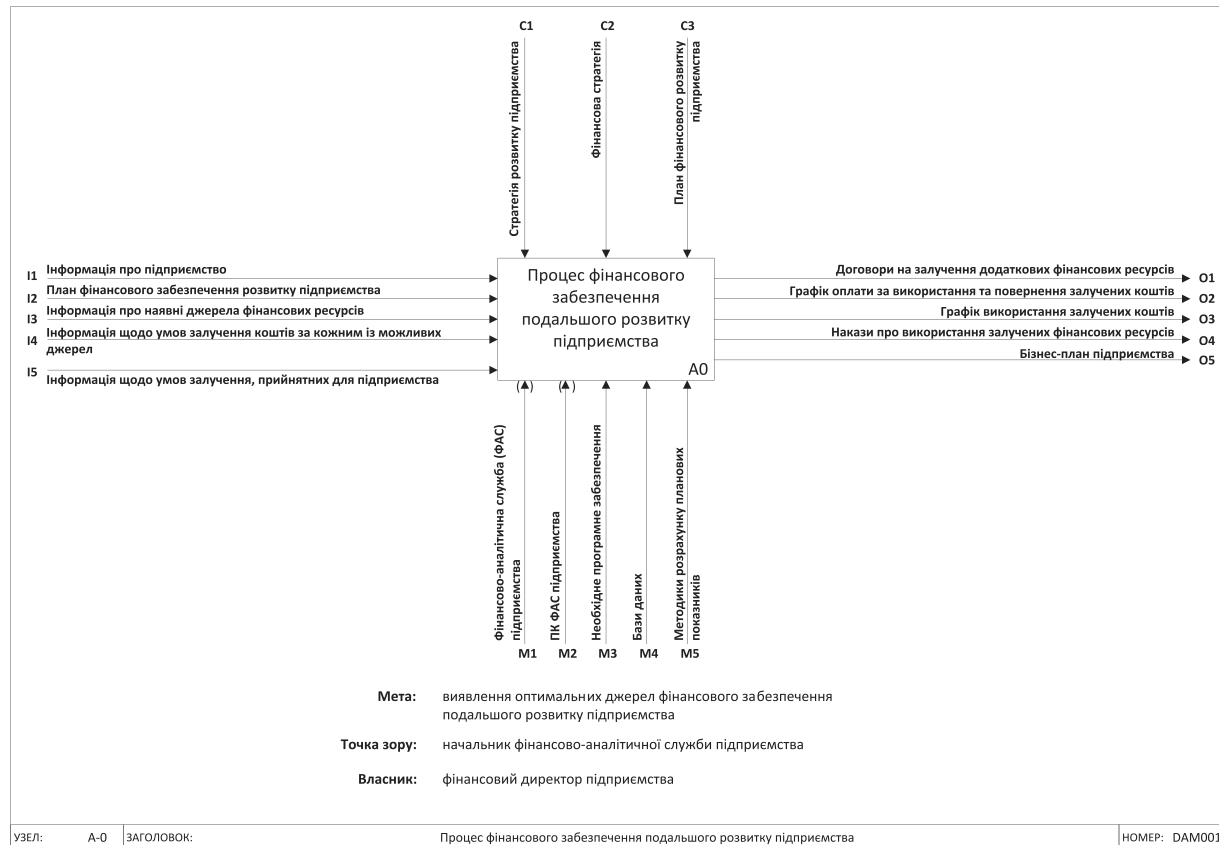 C1
C2
C3
Стратегія розвитку підприємства
Фінансова стратегія
План фінансового розвитку
підприємства
I1 Інформація про підприємство
I2 План фінансового забезпечення розвитку підприємства
I3 Інформація про наявні джерела фінансових ресурсів
I4 Інформація щодо умов залучення коштів за кожним із можливих
джерел
I5 Інформація щодо умов залучення, прийнятних для підприємства
Процес фінансового
забезпечення
подальшого розвитку
підприємства
A0
Договори на залучення додаткових фінансових ресурсів O1
Графік оплати за використання та повернення залучених коштів O2
Графік використання залучених коштів O3
Накази про використання залучених фінансових ресурсів O4
Бізнес-план підприємства O5
Фінансово-аналітична служба (ФАС)
підприємства
ПК ФАС підприємства
Необхідне програмне забезпечення
Бази даних
Методики розрахунку планових
показників
M1
M2
M3
M4
M5
Мета: виявлення оптимальних джерел фінансового забезпечення
подальшого розвитку підприємства
Точка зору: начальник фінансово-аналітичної служби підприємства
Власник: фінансовий директор підприємства
УЗЕЛ: A-0 ЗАГОЛОВОК: Процес фінансового забезпечення подальшого розвитку підприємства НОМЕР: DAM001